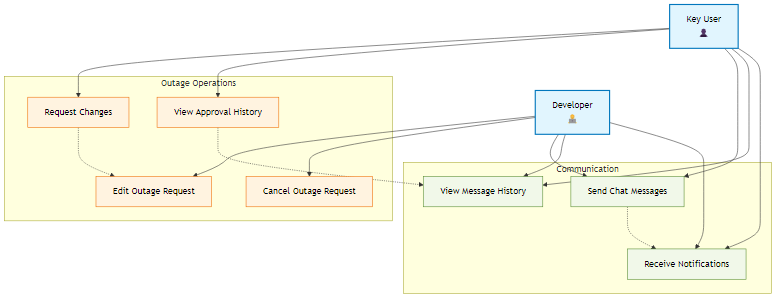 Key User
Outage Operations
Request Changes
View Approval History
Developer
Communication
Edit Outage Request
Cancel Outage Request
View Message History
Send Chat Messages
Receive Notifications